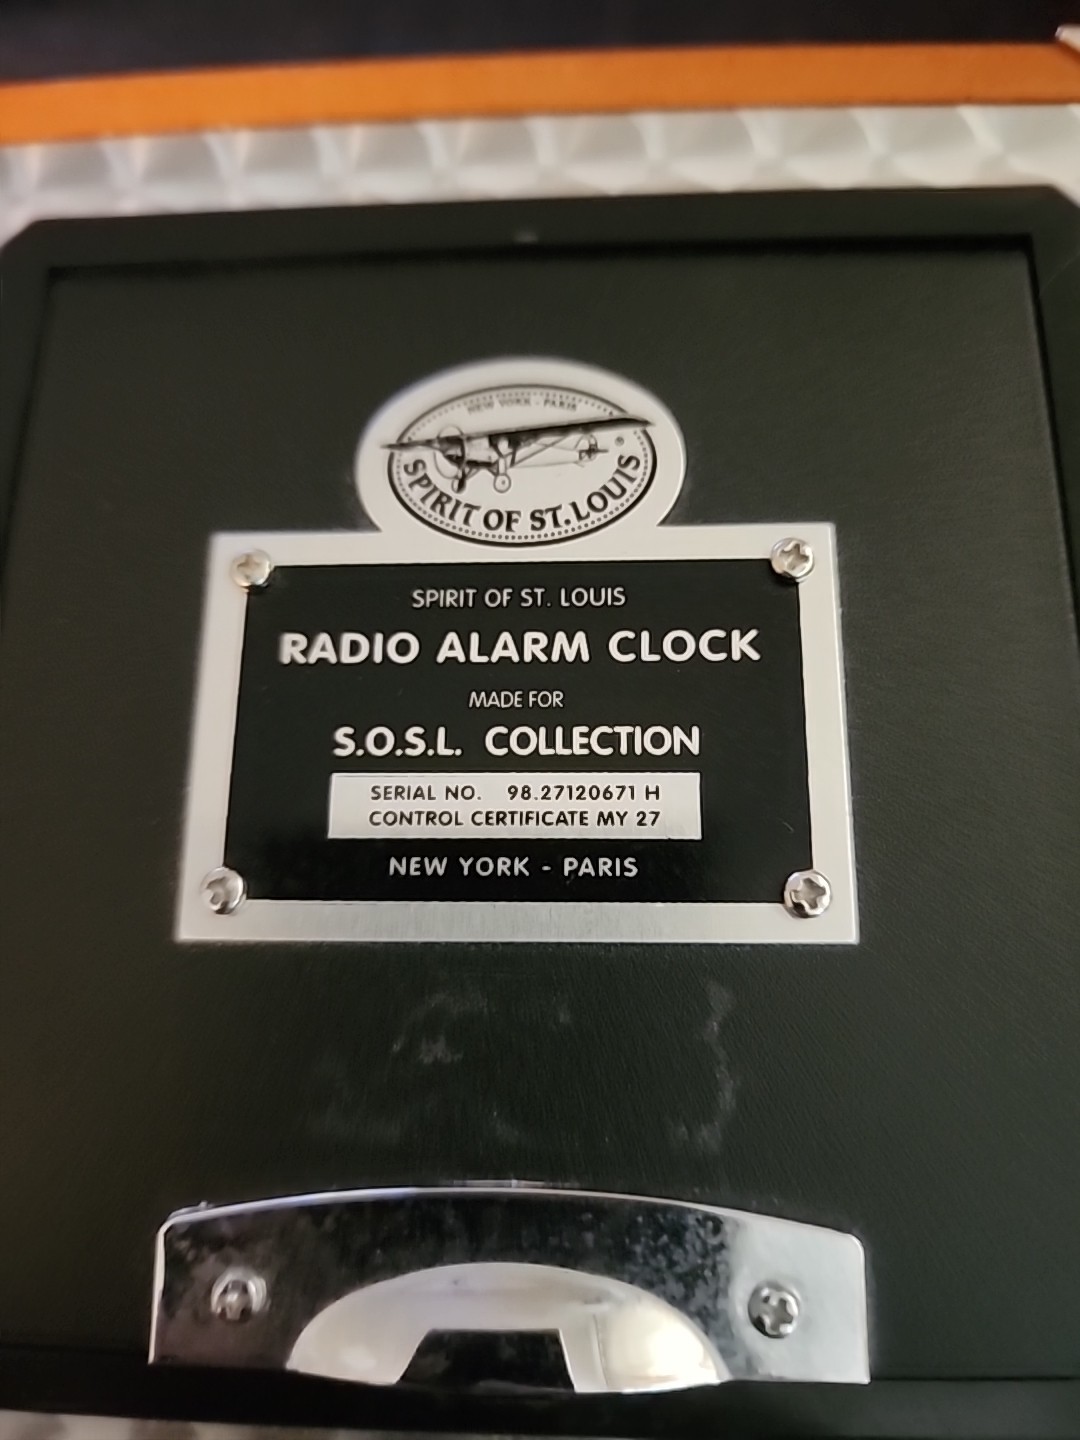 NEW YORK - PARIS
SPIRIT OF ST. LOUIS ®
SPIRIT OF ST. LOUIS
RADIO ALARM CLOCK
MADE FOR
S.O.S.L. COLLECTION
SERIAL NO. 98.27120671 H
CONTROL CERTIFICATE MY 27
NEW YORK - PARIS